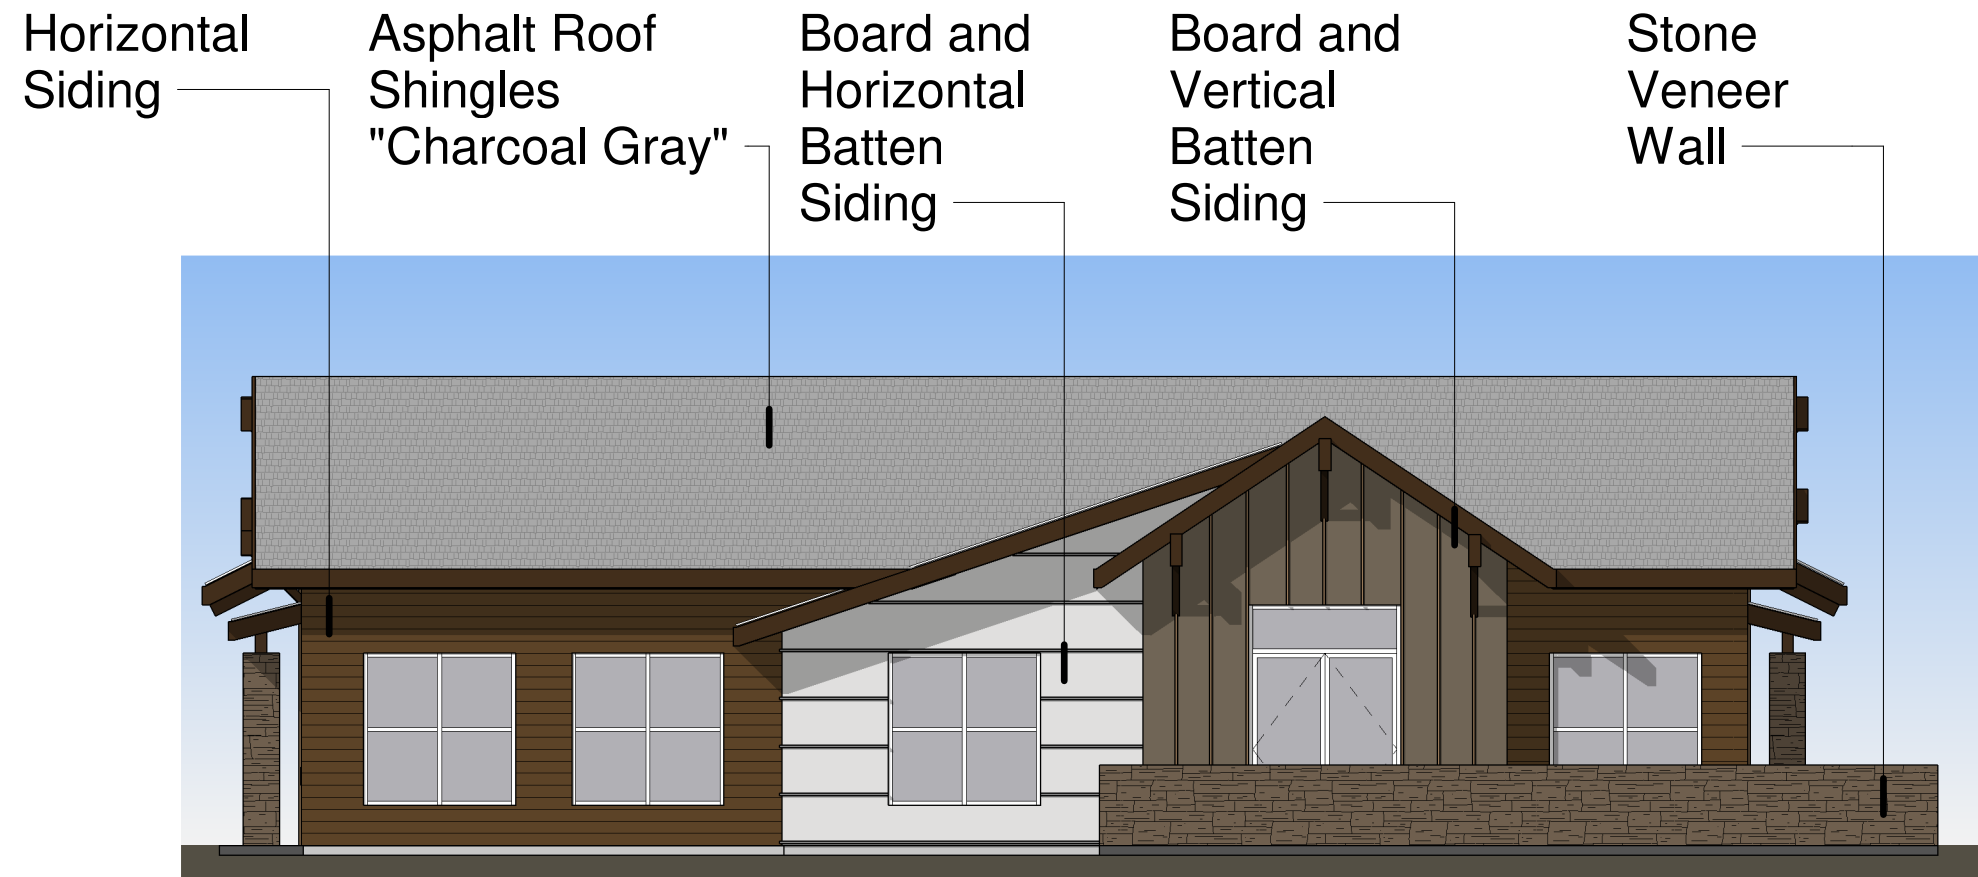 Horizontal
Siding
Asphalt Roof
Shingles
"Charcoal Gray"
Board and
Horizontal
Batten
Siding
Board and
Vertical
Batten
Siding
Stone
Veneer
Wall